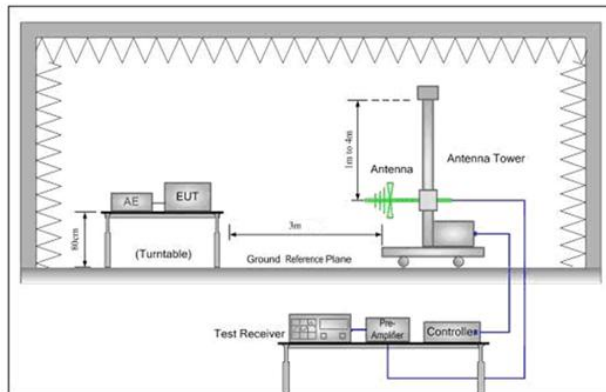 1m to 4m
Antenna
Antenna Tower
AE
EUT
80cm
(Turntable)
3m
Ground Reference Plane
Test Receiver
Pre-
Amplifier
Controller